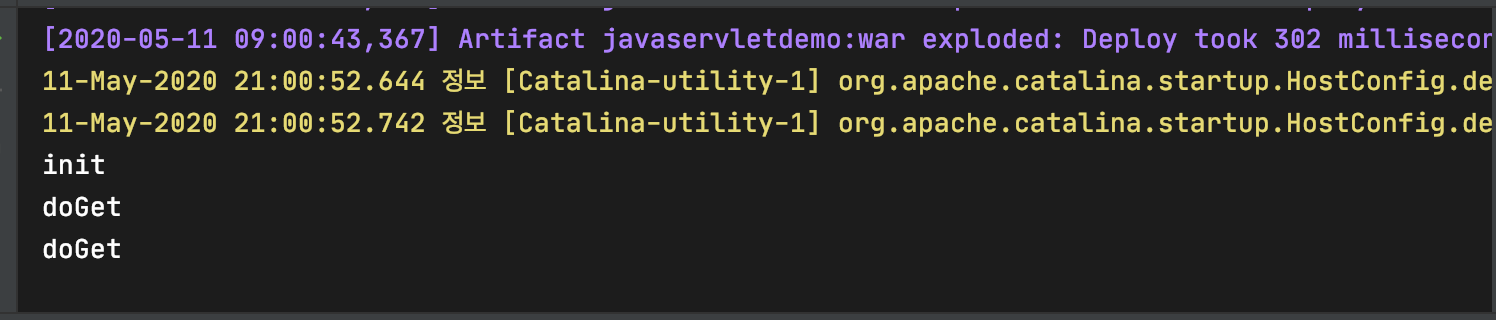 [2020-05-11 09:00:43,367] Artifact javaservletdemo:war exploded: Deploy took 302 millisecon
11-May-2020 21:00:52.644 정보 [Catalina-utility-1] org.apache.catalina.startup.HostConfig.de
11-May-2020 21:00:52.742 정보 [Catalina-utility-1] org.apache.catalina.startup.HostConfig.de
init
doGet
doGet